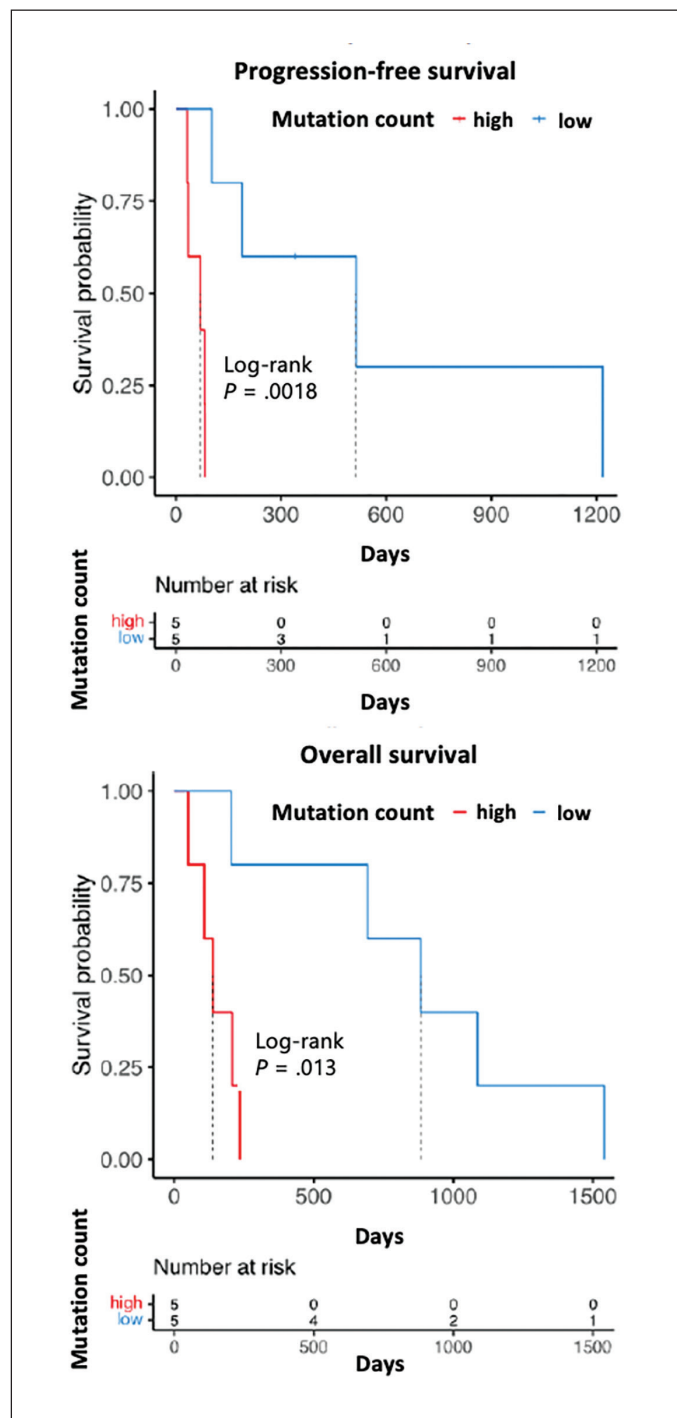 Progression-free survival
Mutation count high low
1.00
0.75
0.50
0.25
0.00
Survival probability
Log-rank
P = .0018
0 300 600 900 1200
Days
Mutation count
Number at risk
high 5 0 0 0 0
low 5 3 1 1 1
0 300 600 900 1200
Days
Overall survival
Mutation count high low
1.00
0.75
0.50
0.25
0.00
Survival probability
Log-rank
P = .013
0 500 1000 1500
Days
Mutation count
Number at risk
high 5 0 0 0
low 5 4 2 1
0 500 1000 1500
Days